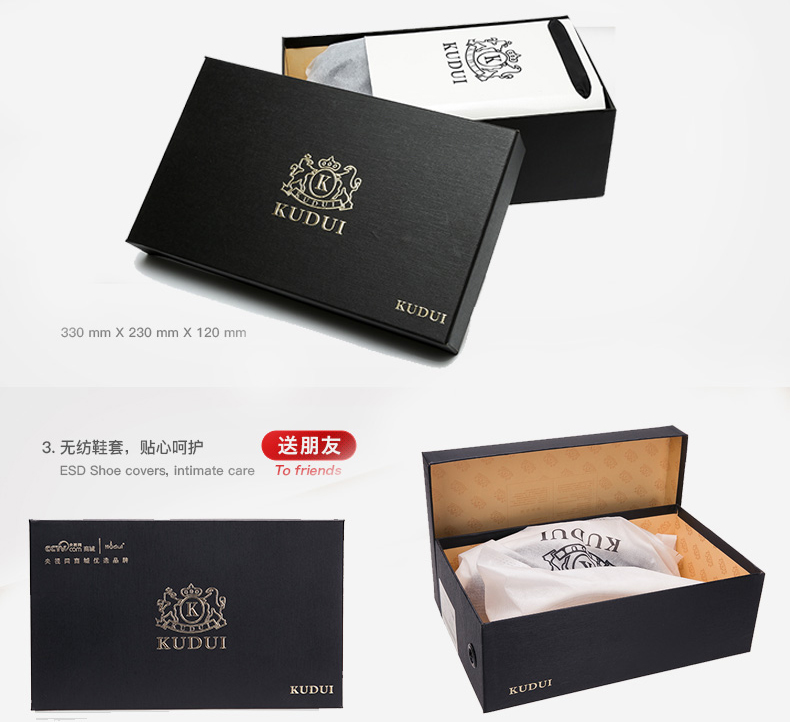 KUDUI
K
K
KUDUI
KUDUI
KUDUI
330 mm X 230 mm X 120 mm
3. 无纺鞋套，贴心呵护
ESD Shoe covers, intimate care
送朋友
To friends
CCTV.com 商城
央视网商城优选品牌
K
KUDUI
KUDUI
KUDUI
KUDUI
KUDUI